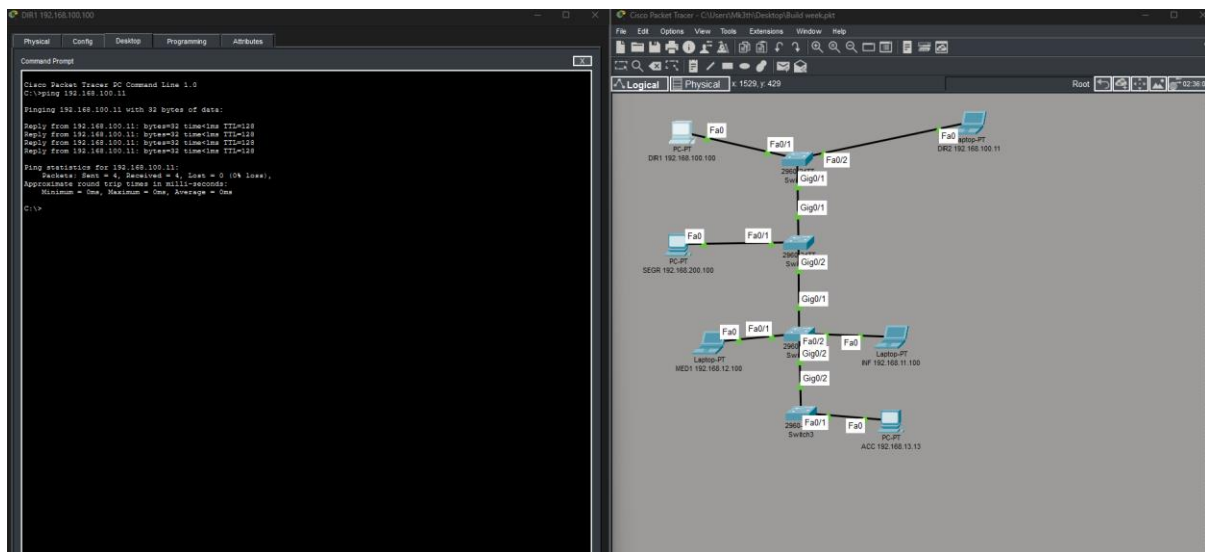 DIR1 192.168.100.100
Physical Config Desktop Programming Attributes
Command Prompt
X
Cisco Packet Tracer PC Command Line 1.0
C:\>ping 192.168.100.11
Pinging 192.168.100.11 with 32 bytes of data:
Reply from 192.168.100.11: bytes=32 time<1ms TTL=128
Reply from 192.168.100.11: bytes=32 time<1ms TTL=128
Reply from 192.168.100.11: bytes=32 time<1ms TTL=128
Reply from 192.168.100.11: bytes=32 time<1ms TTL=128
Ping statistics for 192.168.100.11:
Packets: Sent = 4, Received = 4, Lost = 0 (0% loss),
Approximate round trip times in milli-seconds:
Minimum = 0ms, Maximum = 0ms, Average = 0ms
C:\>
Cisco Packet Tracer - C:\Users\Mk3th\Desktop\Build week.pkt
File Edit Options View Tools Extensions Window Help
Logical Physical x: 1529, y: 429 Root 02:36:0
Fa0
Fa0/1
Fa0/2
Fa0
PC-PT
DIR1 192.168.100.100
aptop-PT
DIR2 192.168.100.11
Gig0/1
Gig0/1
Fa0
Fa0/1
PC-PT
SEGR 192.168.200.100
Gig0/2
Gig0/1
Fa0
Fa0/1
Fa0/2
Fa0
Gig0/2
Laptop-PT
MED1 192.168.12.100
Laptop-PT
INF 192.168.11.100
Gig0/2
Fa0/1
Fa0
2960-
Switch3
PC-PT
ACC 192.168.13.13